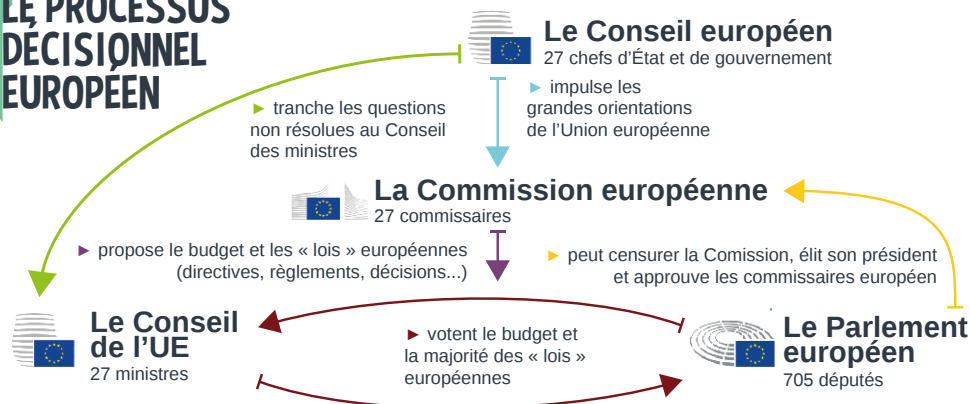 LE PROCESSUS
DÉCISIONNEL
EUROPÉEN
Le Conseil européen
27 chefs d'État et de gouvernement
► impulse les
grandes orientations
de l'Union européenne
► tranche les questions
non résolues au Conseil
des ministres
La Commission européenne
27 commissaires
► propose le budget et les « lois » européennes
(directives, règlements, décisions...)
► peut censurer la Comission, élit son président
et approuve les commissaires européen
Le Conseil
de l'UE
27 ministres
► votent le budget et
la majorité des « lois »
européennes
Le Parlement
européen
705 députés